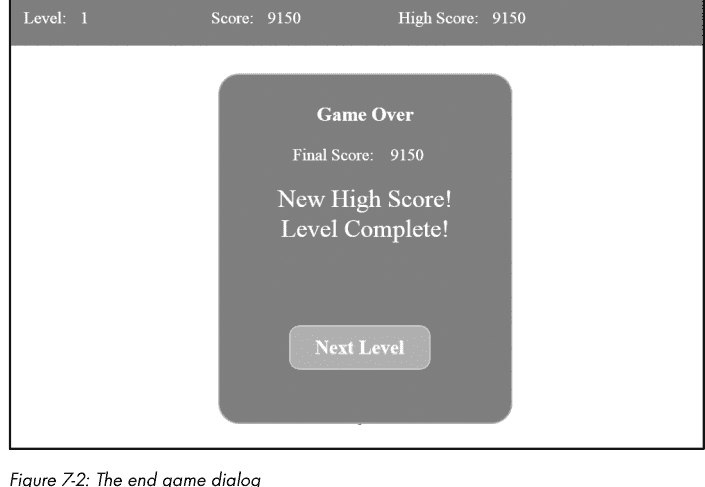 Level: 1 Score: 9150 High Score: 9150
Game Over
Final Score: 9150
New High Score!
Level Complete!
Next Level
Figure 7-2: The end game dialog